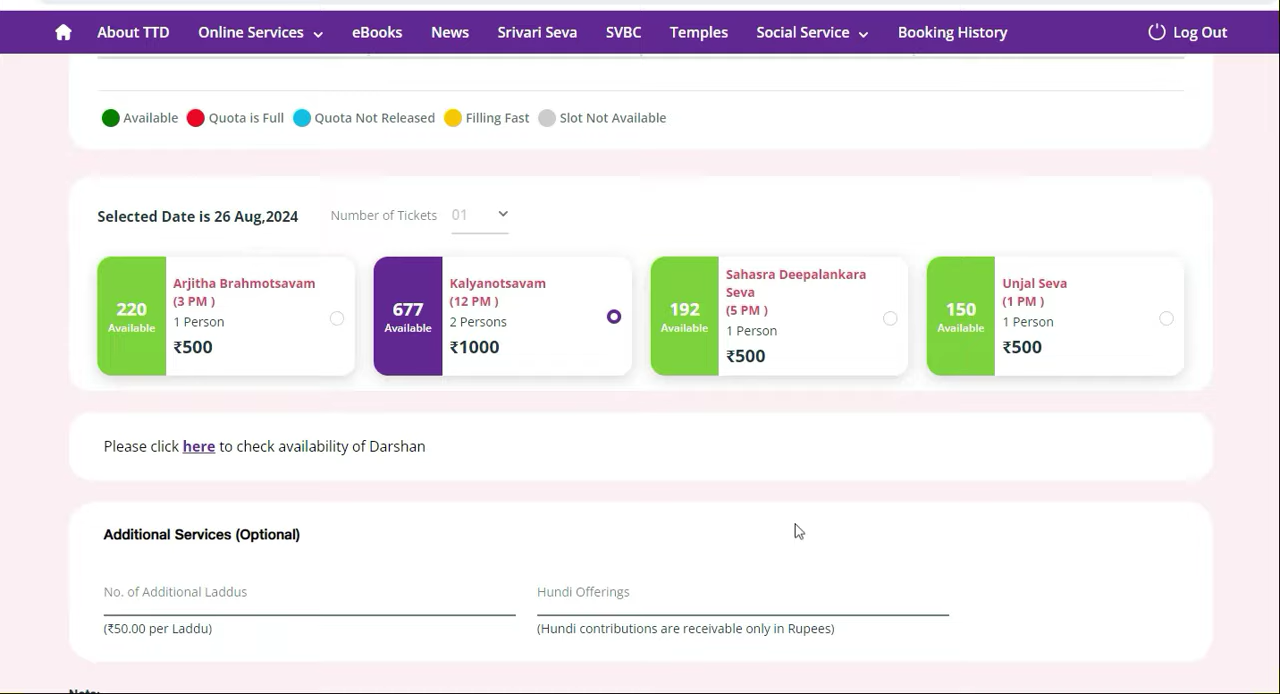 About TTD Online Services eBooks News Srivari Seva SVBC Temples Social Service Booking History Log Out
Available Quota is Full Quota Not Released Filling Fast Slot Not Available
Selected Date is 26 Aug,2024 Number of Tickets 01
220
Available
Arjitha Brahmotsavam
(3 PM )
1 Person
₹500
677
Available
Kalyanotsavam
(12 PM )
2 Persons
₹1000
192
Available
Sahasra Deepalankara
Seva
(5 PM )
1 Person
₹500
150
Available
Unjal Seva
(1 PM )
1 Person
₹500
Please click here to check availability of Darshan
Additional Services (Optional)
No. of Additional Laddus
(₹50.00 per Laddu)
Hundi Offerings
(Hundi contributions are receivable only in Rupees)
Note: